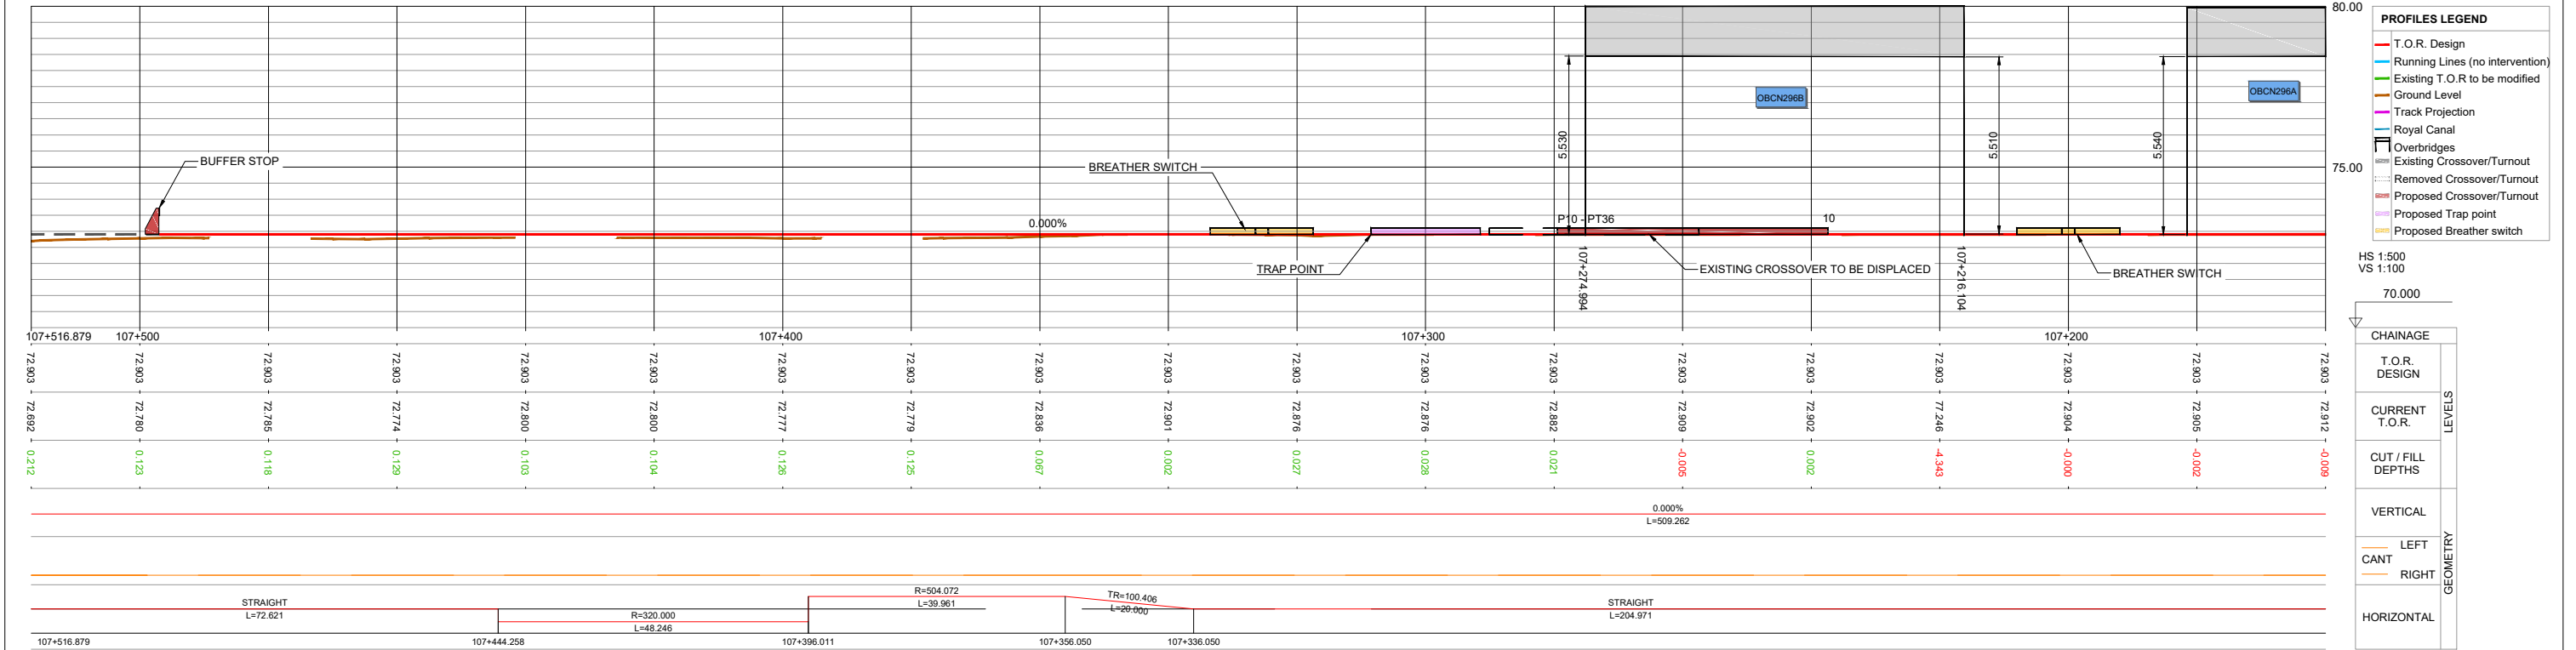 80.00
PROFILES LEGEND
T.O.R. Design
Running Lines (no intervention)
Existing T.O.R to be modified
Ground Level
Track Projection
Royal Canal
Overbridges
Existing Crossover/Turnout
Removed Crossover/Turnout
Proposed Crossover/Turnout
Proposed Trap point
Proposed Breather switch
OBCN296B
OBCN296A
5.530
5.510
5.540
75.00
BUFFER STOP
BREATHER SWITCH
0.000%
P10 - PT36
10
TRAP POINT
EXISTING CROSSOVER TO BE DISPLACED
BREATHER SWITCH
107+274.994
107+216.104
HS 1:500
VS 1:100
70.000
107+516.879 107+500 107+400 107+300 107+200
CHAINAGE
72.903 72.903 72.903 72.903 72.903 72.903 72.903 72.903 72.903 72.903 72.903 72.903 72.903 72.903 72.903 72.903 72.903 72.903 72.903
T.O.R.
DESIGN
72.692 72.780 72.785 72.774 72.800 72.800 72.777 72.779 72.836 72.901 72.876 72.876 72.882 72.909 72.902 77.246 72.904 72.905 72.912
CURRENT
T.O.R.
LEVELS
0.212 0.123 0.118 0.129 0.103 0.104 0.126 0.125 0.067 0.002 0.027 0.028 0.021 -0.005 0.002 -4.343 -0.000 -0.002 -0.009
CUT / FILL
DEPTHS
0.000%
L=509.262
VERTICAL
LEFT
CANT
RIGHT
GEOMETRY
STRAIGHT
L=72.621
R=320.000
L=48.246
R=504.072
L=39.961
TR=100.406
L=20.000
STRAIGHT
L=204.971
HORIZONTAL
107+516.879 107+444.258 107+396.011 107+356.050 107+336.050